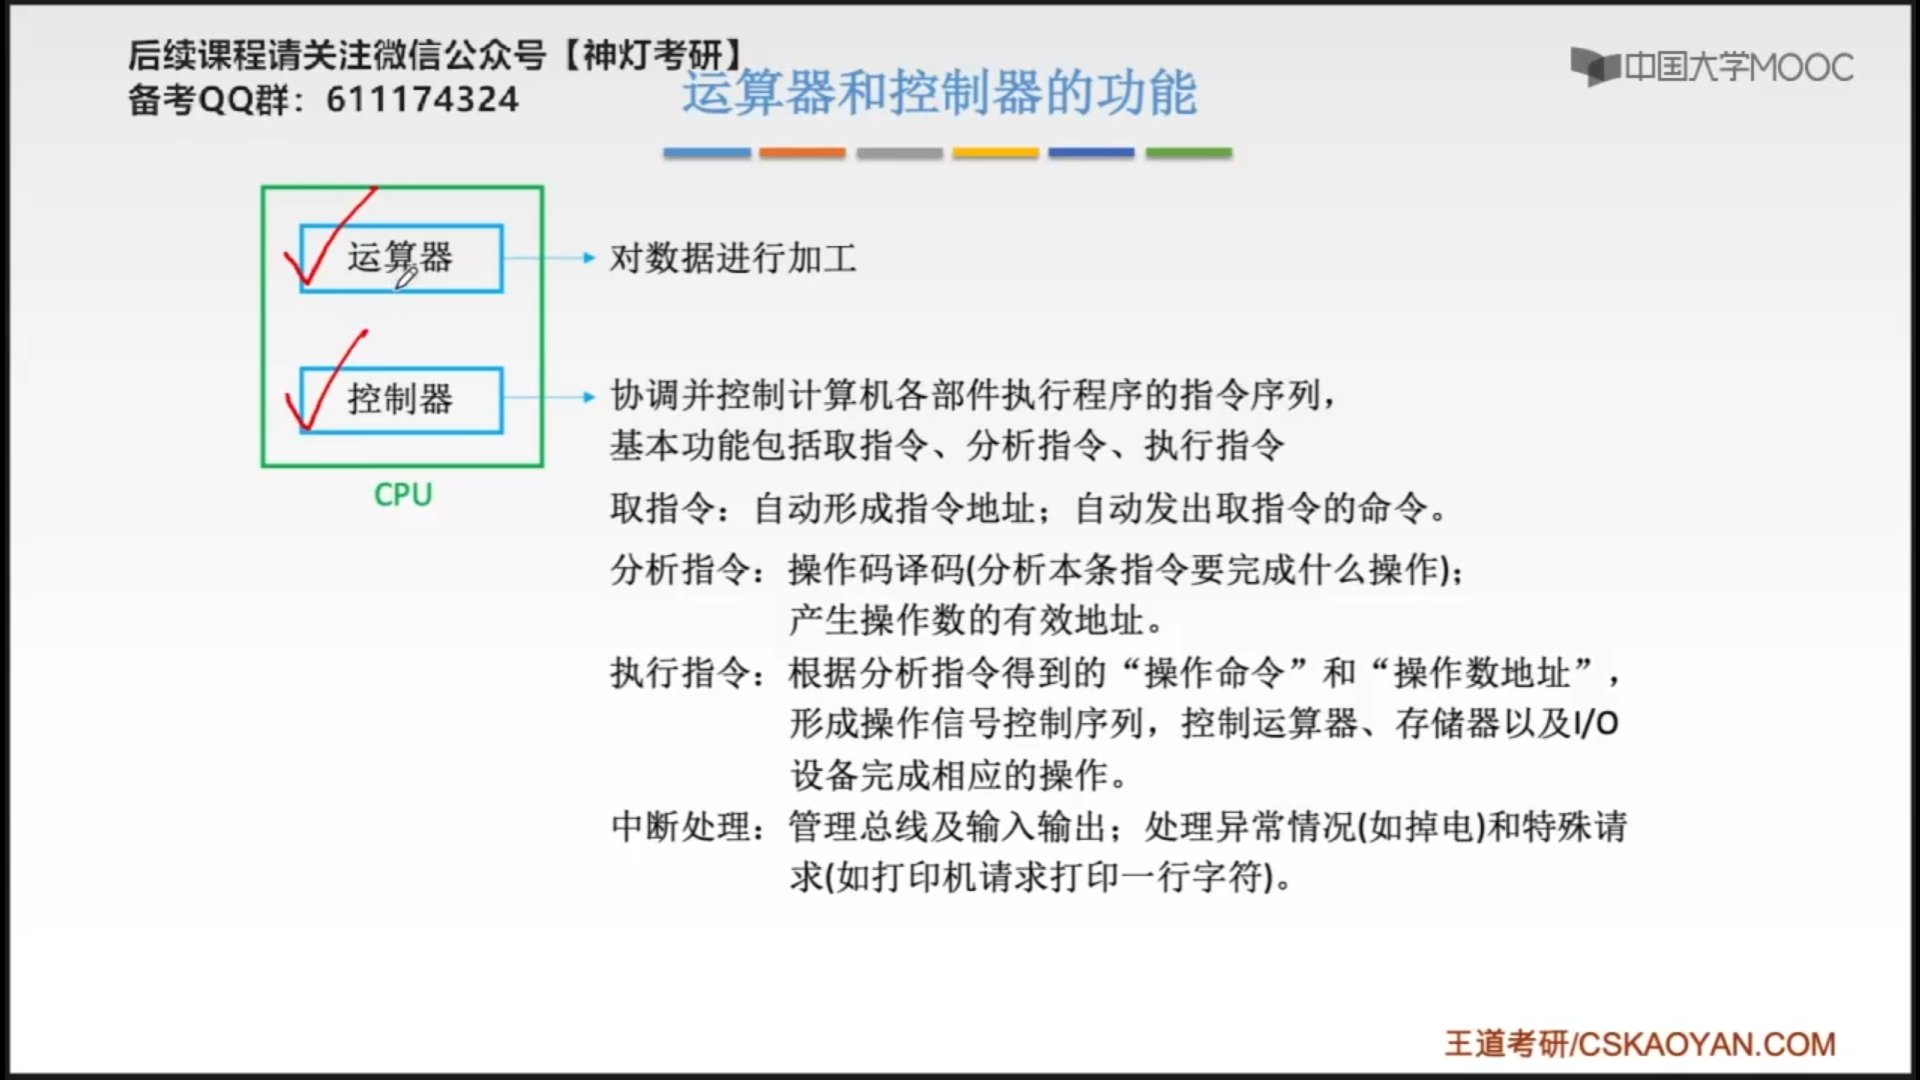 后续课程请关注微信公众号【神灯考研】
备考QQ群：611174324
中国大学MOOC
运算器和控制器的功能
运算器
对数据进行加工
控制器
协调并控制计算机各部件执行程序的指令序列，
基本功能包括取指令、分析指令、执行指令
CPU
取指令：自动形成指令地址；自动发出取指令的命令。
分析指令：操作码译码(分析本条指令要完成什么操作)；
产生操作数的有效地址。
执行指令：根据分析指令得到的“操作命令”和“操作数地址”，
形成操作信号控制序列，控制运算器、存储器以及I/O
设备完成相应的操作。
中断处理：管理总线及输入输出；处理异常情况(如掉电)和特殊请
求(如打印机请求打印一行字符)。
王道考研/CSKAOYAN.COM